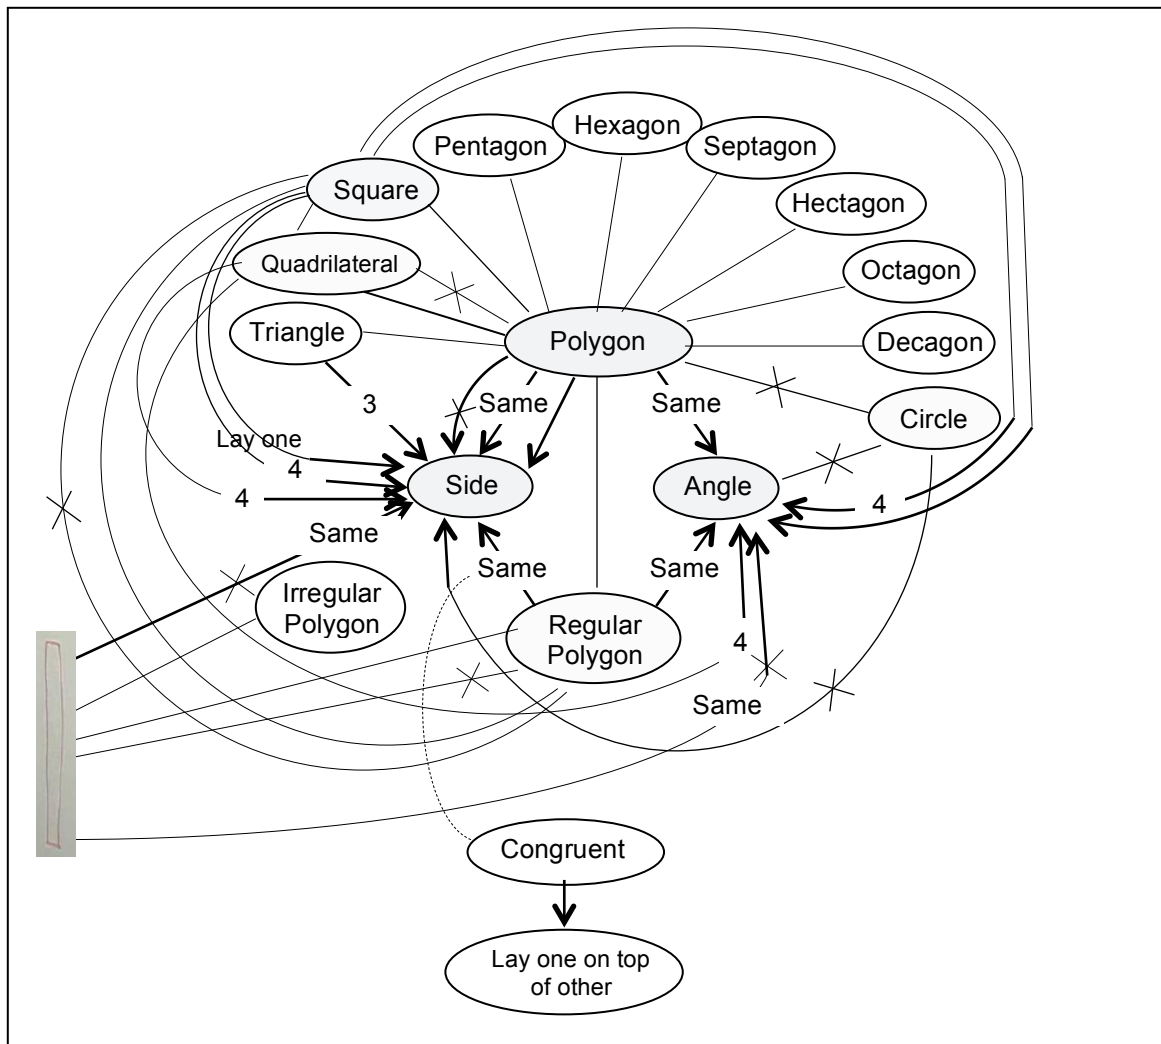 Hexagon
Pentagon
Septagon
Square
Hectagon
Quadrilateral
Octagon
Triangle
Polygon
Decagon
3
Same
Same
Circle
Lay one
4
Side
Angle
4
4
Same
Same
Same
Irregular
Polygon
Regular
Polygon
4
Same
Congruent
Lay one on top
of other